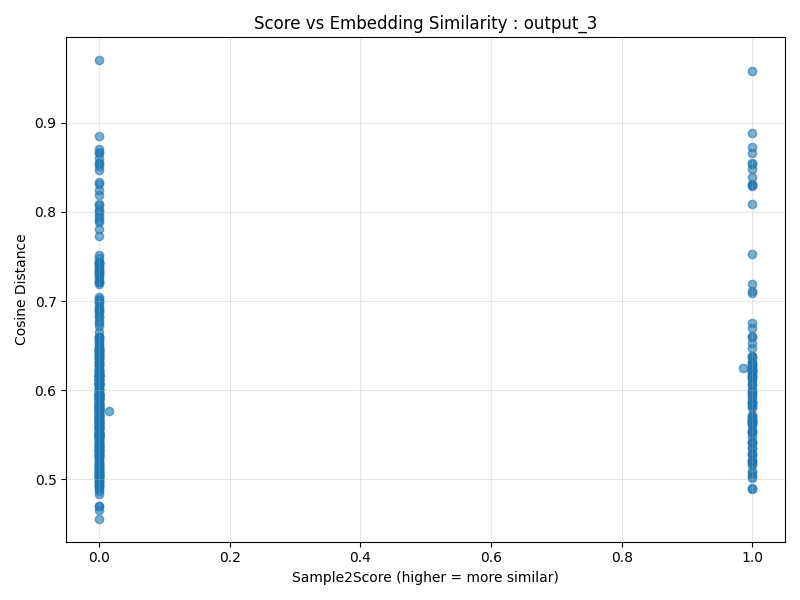 Score vs Embedding Similarity : output_3
Cosine Distance
0.9
0.8
0.7
0.6
0.5
0.0 0.2 0.4 0.6 0.8 1.0
Sample2Score (higher = more similar)